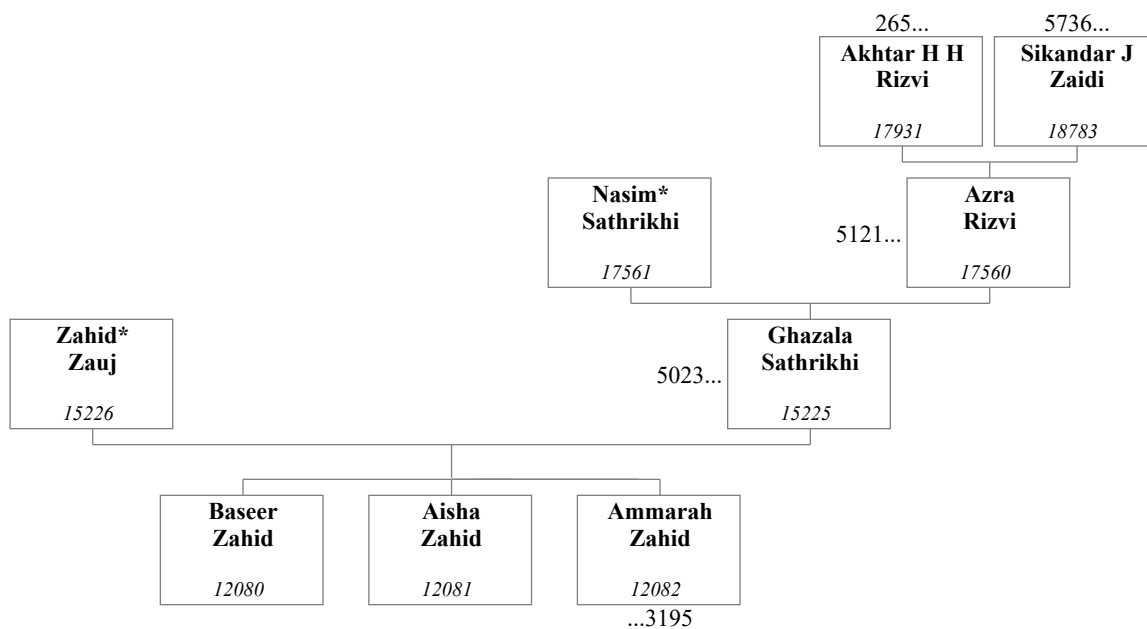 265...
5736...
Akhtar H H
Rizvi
17931
Sikandar J
Zaidi
18783
Nasim*
Sathrikhi
17561
5121...
Azra
Rizvi
17560
Zahid*
Zauj
15226
5023...
Ghazala
Sathrikhi
15225
Baseer
Zahid
12080
Aisha
Zahid
12081
Ammarah
Zahid
12082
...3195